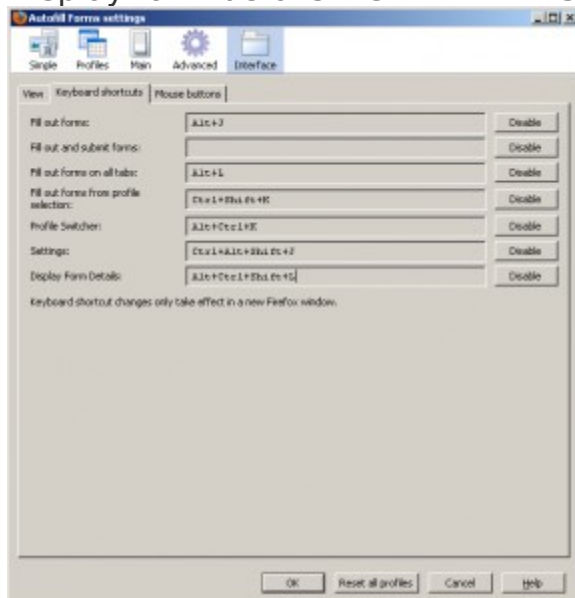 Autofill Forms settings
Simple Profiles Main Advanced Interface
View Keyboard shortcuts Mouse buttons
Fill out forms: Alt+J Disable
Fill out and submit forms: Disable
Fill out forms on all tabs: Alt+L Disable
Fill out forms from profile
selection: Ctrl+Shift+K Disable
Profile Switcher: Alt+Ctrl+K Disable
Settings: Ctrl+Alt+Shift+J Disable
Display Form Details: Alt+Ctrl+Shift+L Disable
Keyboard shortcut changes only take effect in a new Firefox window.
OK Reset all profiles Cancel Help